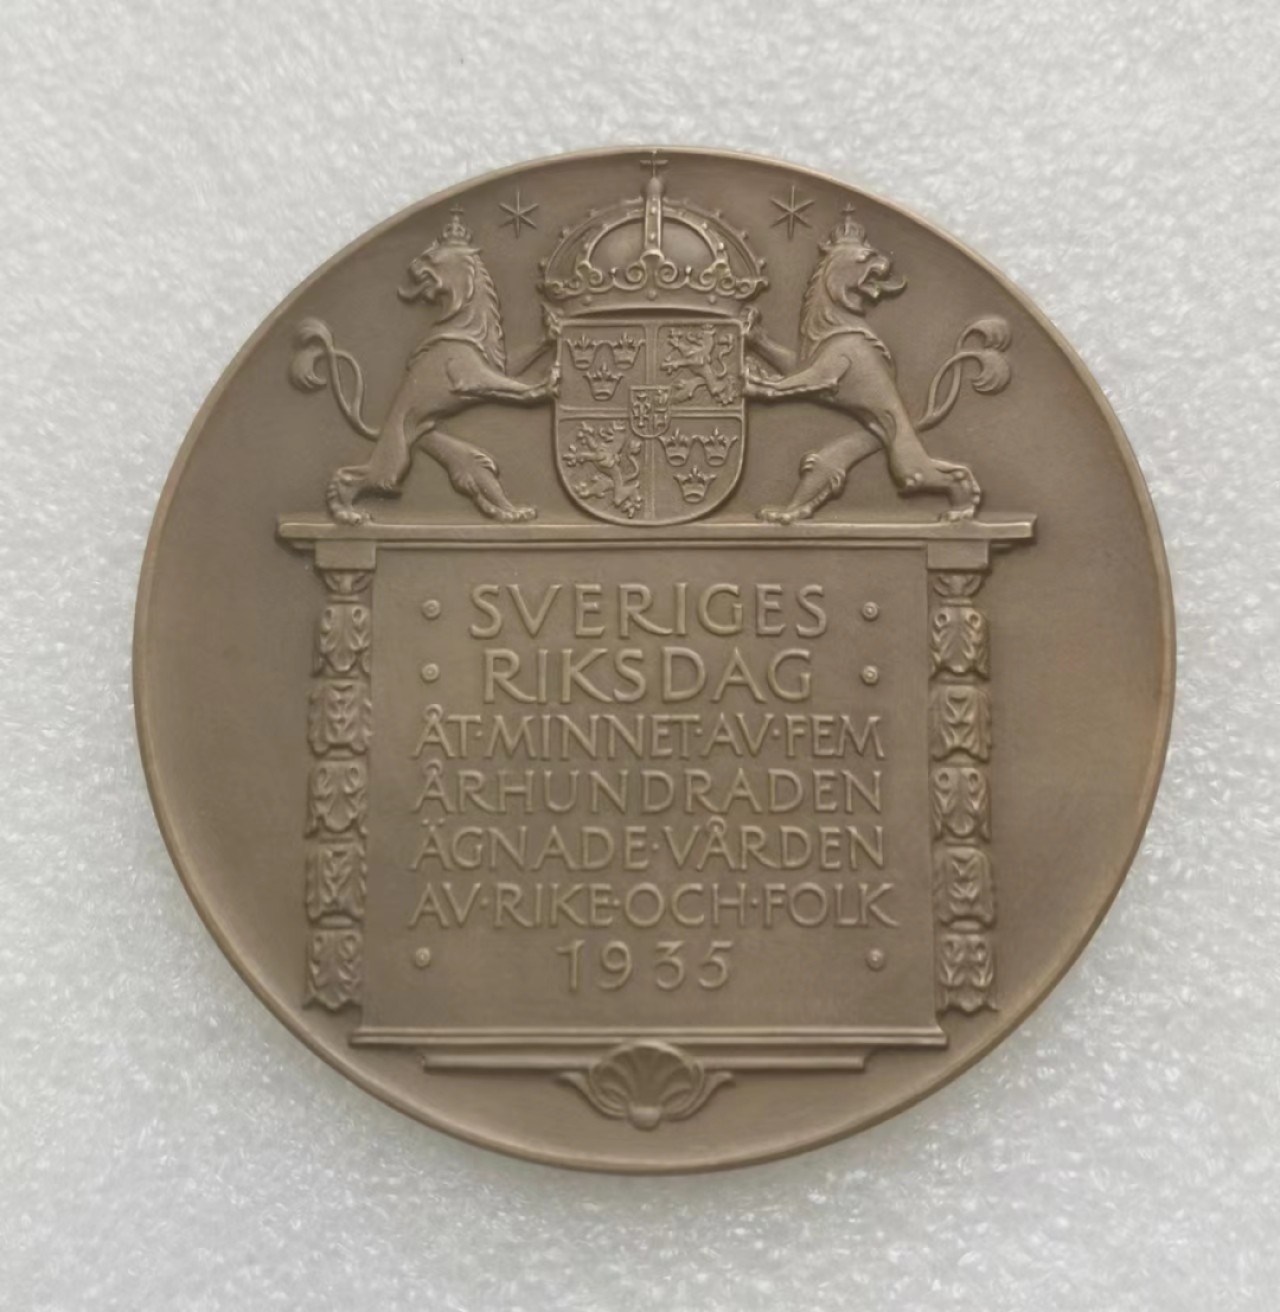 SVERIGES
RIKSDAG
ÅT·MINNET·AV·FEM
ÅRHUNDRADEN
ÄGNADE·VÅRDEN
AV·RIKE·OCH·FOLK
1935